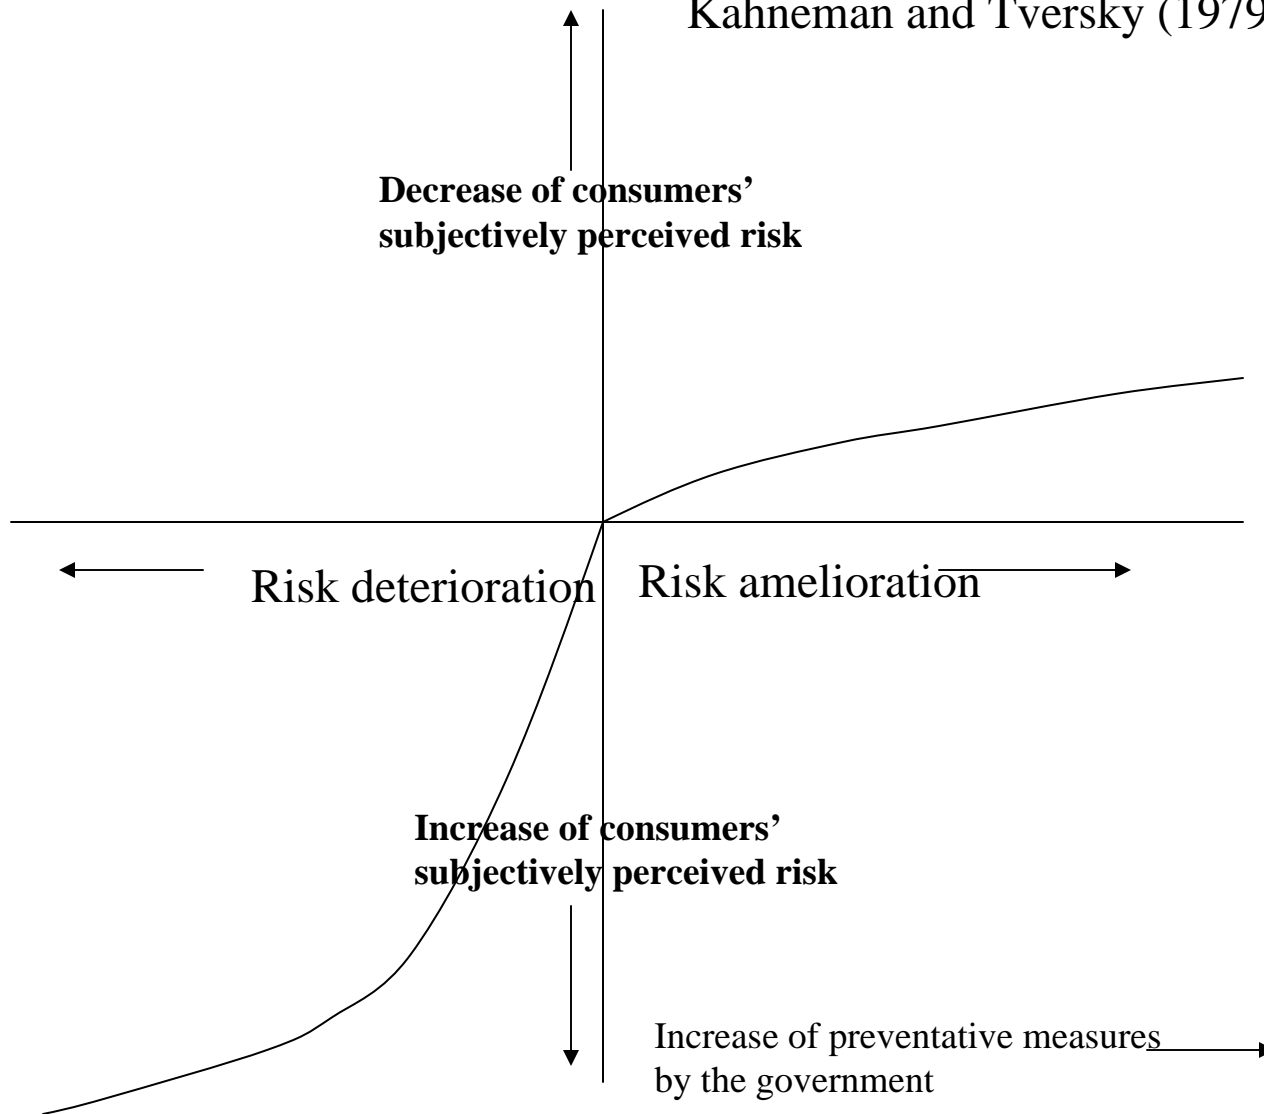 Kahneman and Tversky (1979
Decrease of consumers’
subjectively perceived risk
Risk deterioration
Risk amelioration
Increase of consumers’
subjectively perceived risk
Increase of preventative measures
by the government